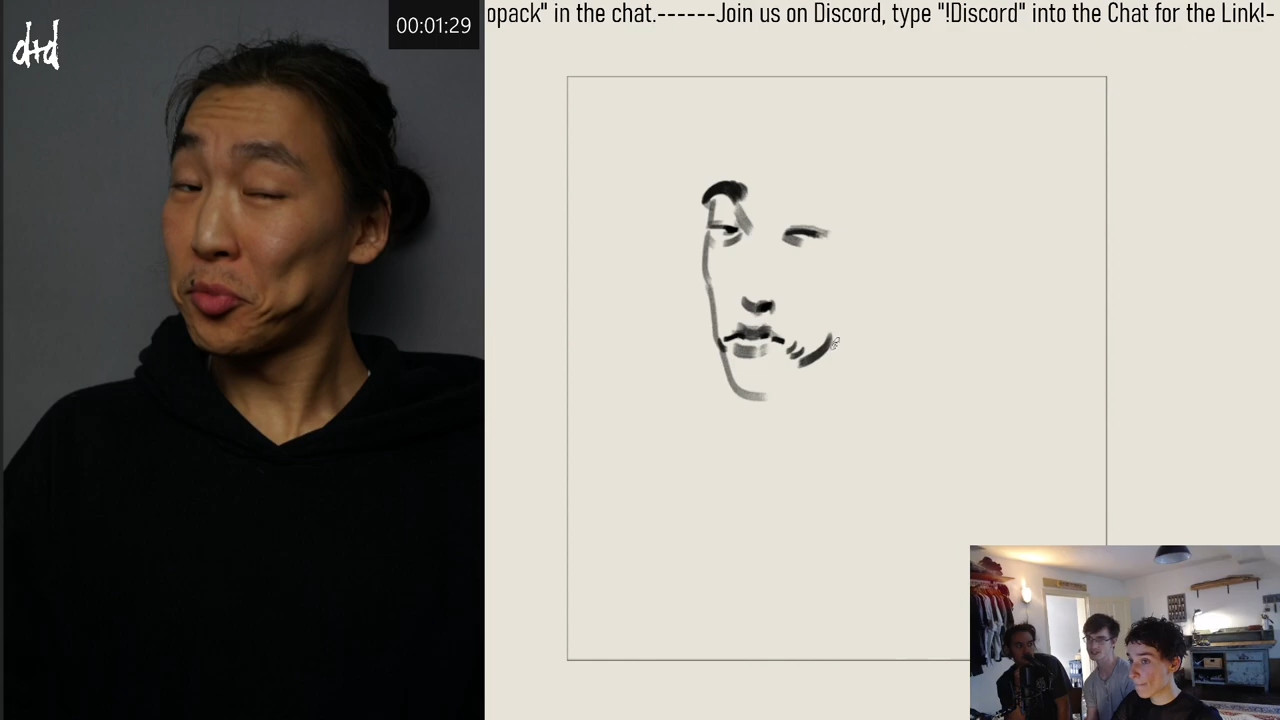 d+d
00:01:29
opack" in the chat.------Join us on Discord, type "!Discord" into the Chat for the Link!-